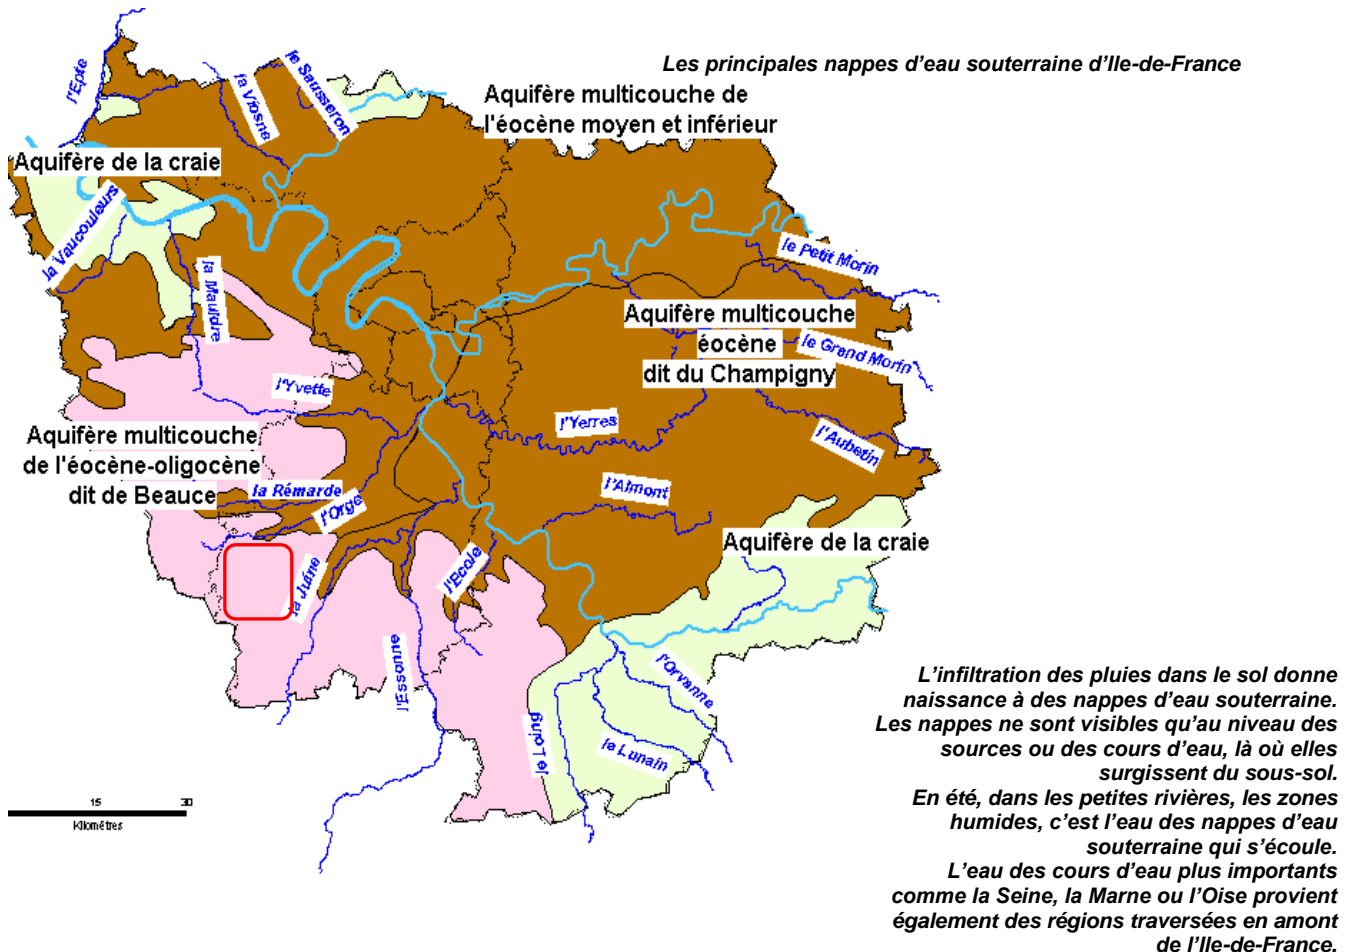 Les principales nappes d'eau souterraine d'Ile-de-France
l'Epte
la Viosne
le Sausseron
Aquifère multicouche de
l'éocène moyen et inférieur
Aquifère de la craie
la Vaucouleurs
la Mauldre
le Petit Morin
Aquifère multicouche
éocène
dit du Champigny
le Grand Morin
l'Yvette
l'Yerres
l'Aubetin
Aquifère multicouche
de l'éocène-oligocène
dit de Beauce
la Rémarde
l'Orge
l'Almont
Aquifère de la craie
la Juine
l'Ecole
l'Essonne
le Loing
l'Orvanne
le Lunain
15 30
Kilométres
L'infiltration des pluies dans le sol donne
naissance à des nappes d'eau souterraine.
Les nappes ne sont visibles qu'au niveau des
sources ou des cours d'eau, là où elles
surgissent du sous-sol.
En été, dans les petites rivières, les zones
humides, c'est l'eau des nappes d'eau
souterraine qui s'écoule.
L'eau des cours d'eau plus importants
comme la Seine, la Marne ou l'Oise provient
également des régions traversées en amont
de l'Ile-de-France.